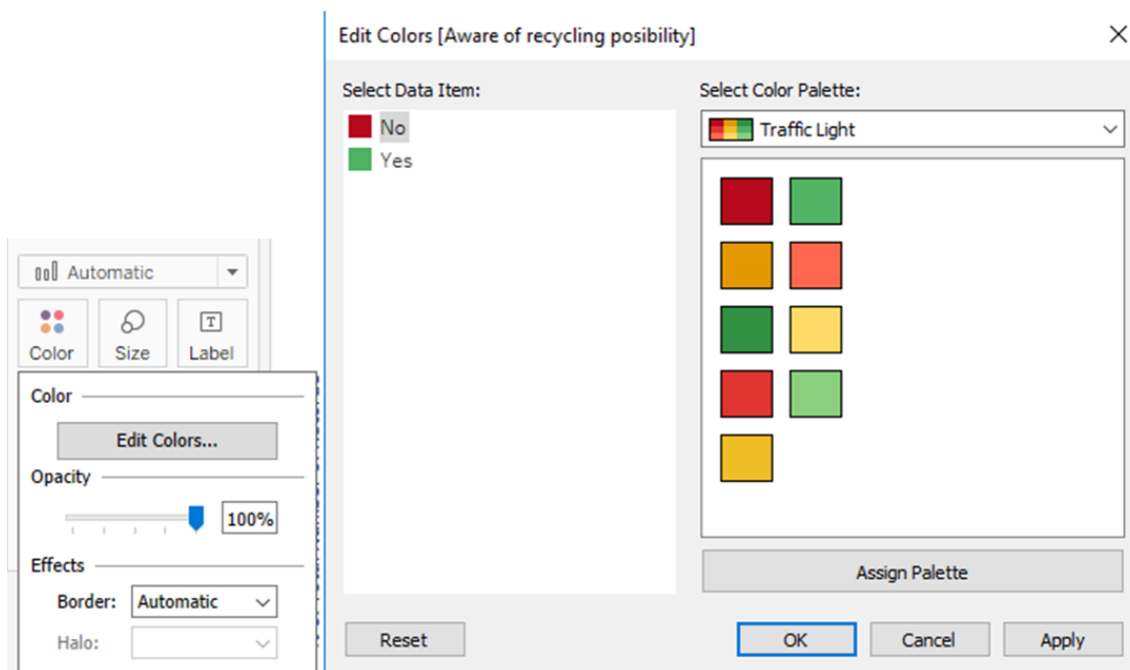 Automatic
Color Size Label
Color
Edit Colors...
Opacity
100%
Effects
Border: Automatic
Halo:
Edit Colors [Aware of recycling posibility]
Select Data Item:
No
Yes
Select Color Palette:
Traffic Light
Assign Palette
Reset OK Cancel Apply